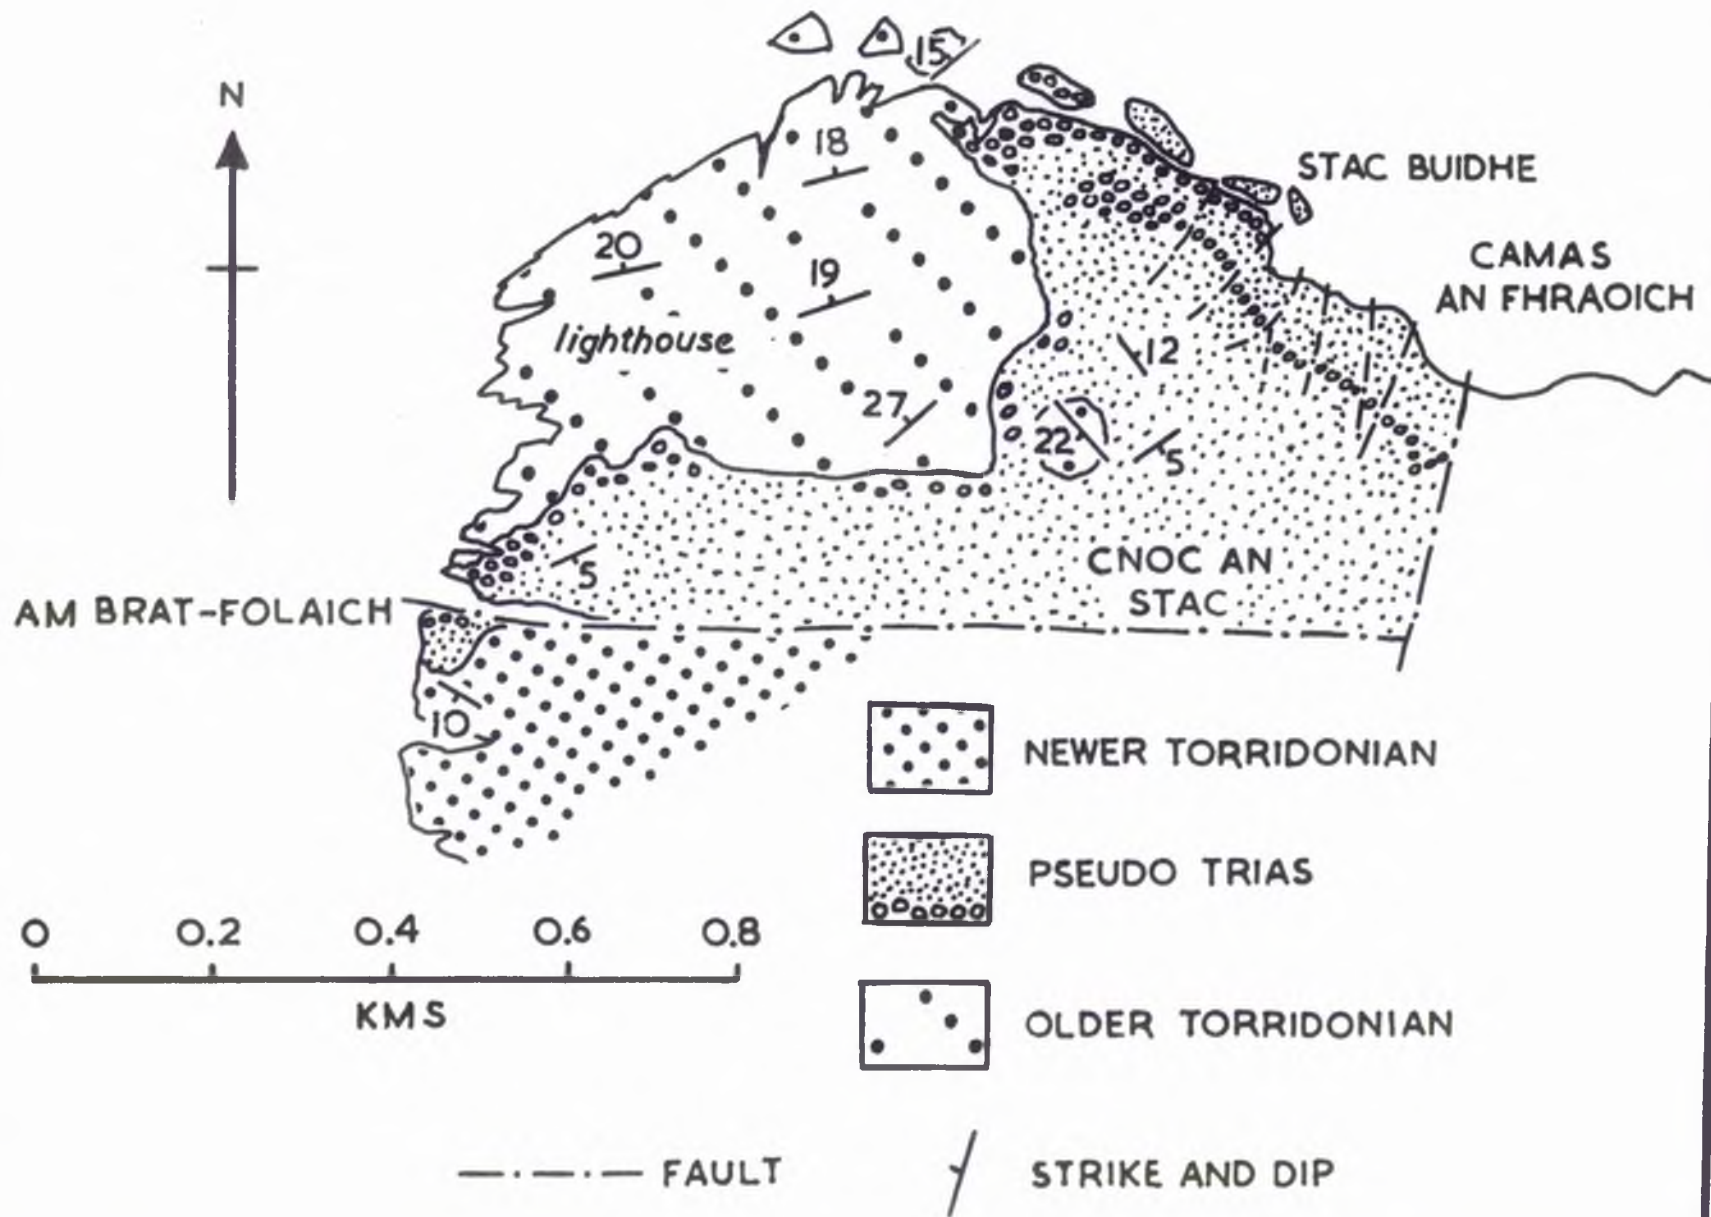 N
15
18
STAC BUIDHE
20
19
CAMAS
AN FHRAOICH
lighthouse
12
27
22
5
CNOC AN
STAC
5
AM BRAT-FOLAICH
10
NEWER TORRIDONIAN
PSEUDO TRIAS
0 0.2 0.4 0.6 0.8
KMS
OLDER TORRIDONIAN
FAULT
STRIKE AND DIP